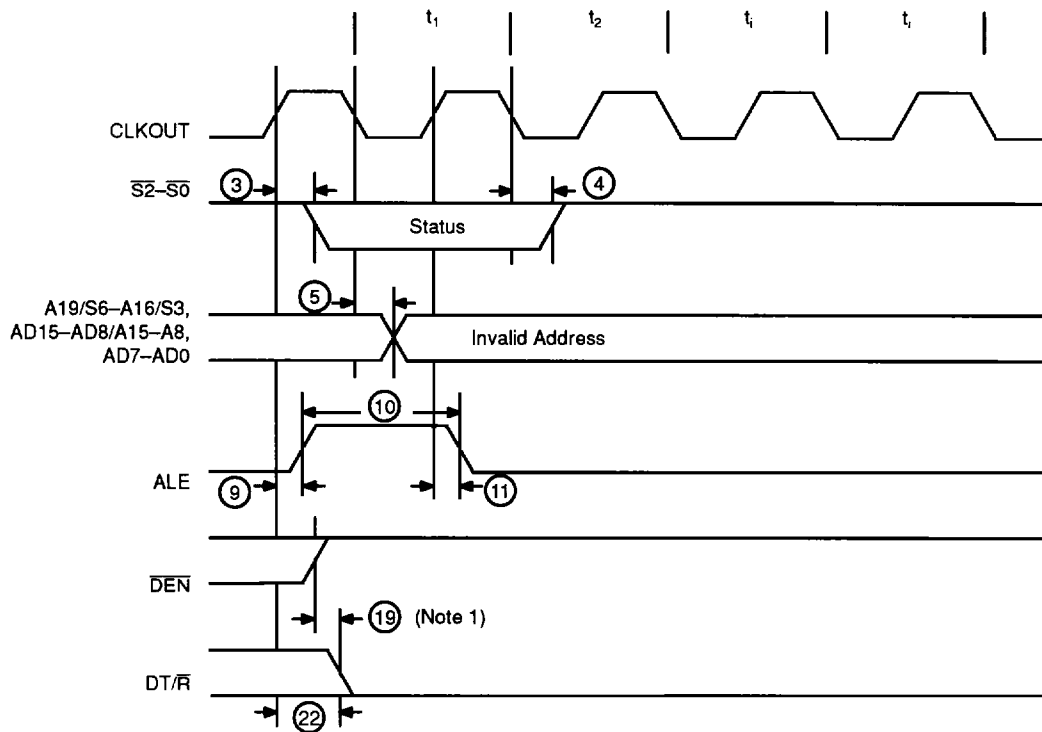 t1 t2 ti ti
CLKOUT
S2–S0
3
4
Status
5
A19/S6–A16/S3,
AD15–AD8/A15–A8,
AD7–AD0
Invalid Address
10
ALE
9
11
DEN
19 (Note 1)
DT/R
22